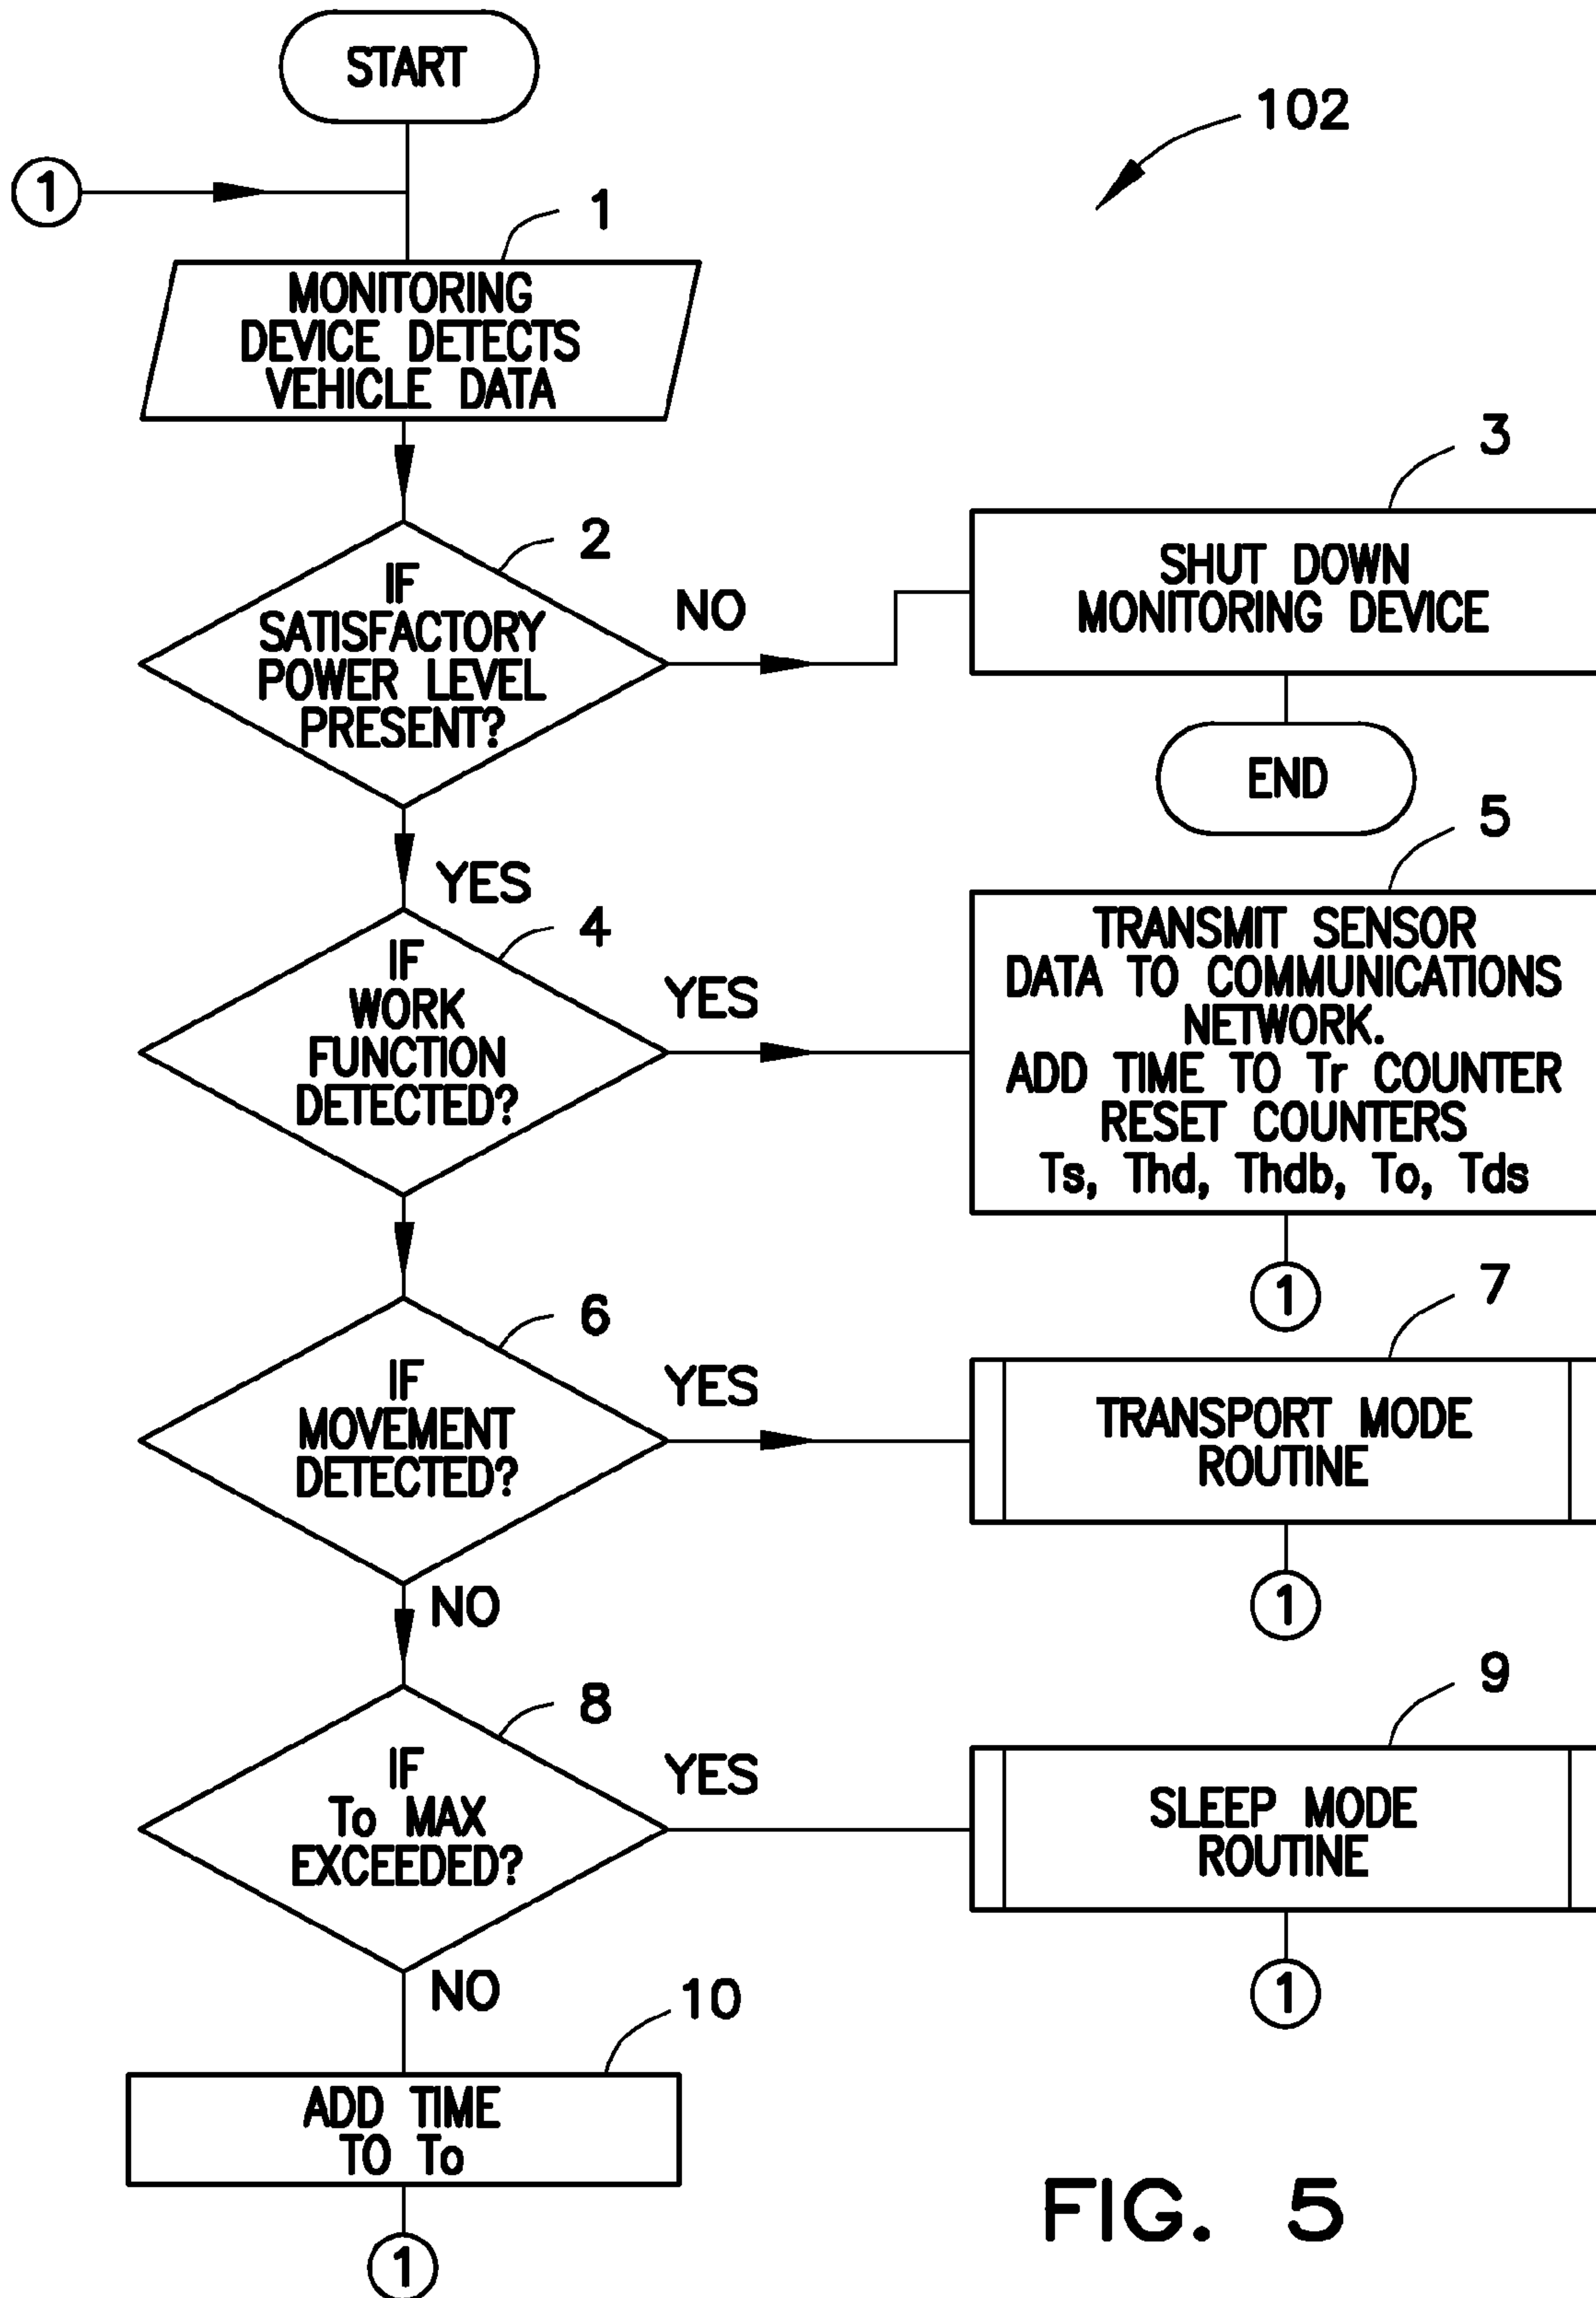 START
102
1
1
MONITORING
DEVICE DETECTS
VEHICLE DATA
2
IF
SATISFACTORY
POWER LEVEL
PRESENT?
NO
3
SHUT DOWN
MONITORING DEVICE
END
YES
4
IF
WORK
FUNCTION
DETECTED?
YES
5
TRANSMIT SENSOR
DATA TO COMMUNICATIONS
NETWORK.
ADD TIME TO Tr COUNTER
RESET COUNTERS
Ts, Thd, Thdb, To, Tds
1
6
IF
MOVEMENT
DETECTED?
YES
7
TRANSPORT MODE
ROUTINE
1
NO
8
IF
To MAX
EXCEEDED?
YES
9
SLEEP MODE
ROUTINE
1
NO
10
ADD TIME
TO To
1
FIG. 5